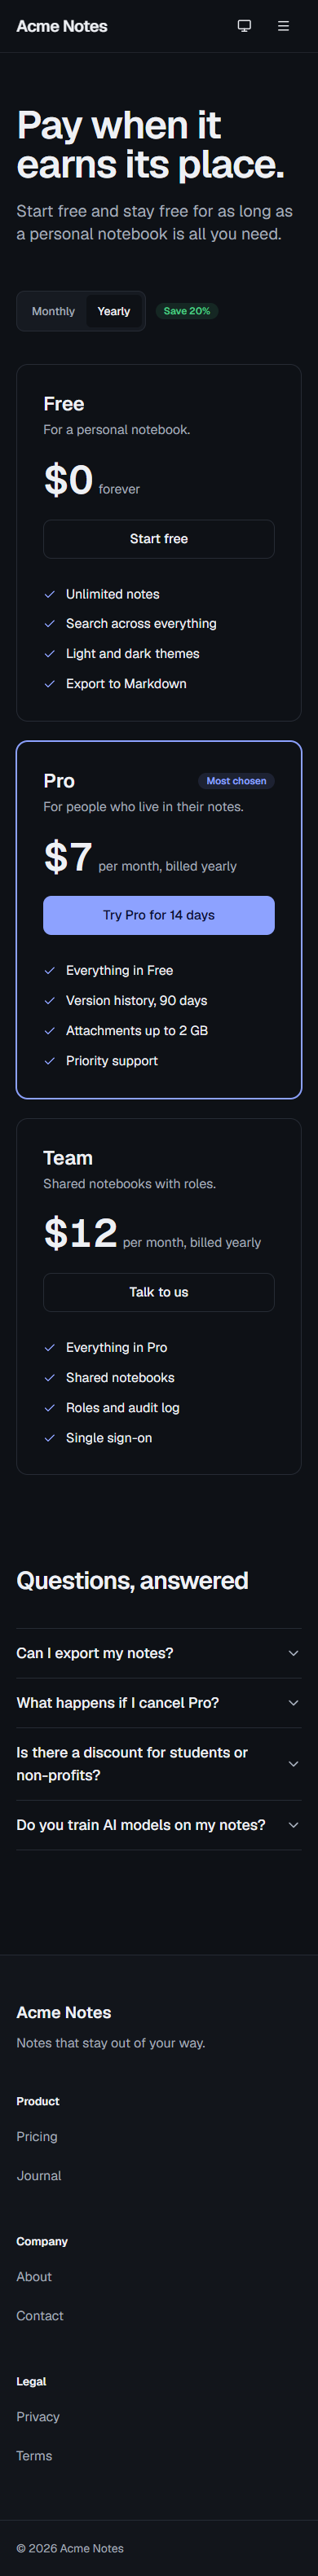 Acme Notes
Pay when it
earns its place.
Start free and stay free for as long as
a personal notebook is all you need.
Monthly Yearly Save 20%
Free
For a personal notebook.
$0 forever
Start free
Unlimited notes
Search across everything
Light and dark themes
Export to Markdown
Pro Most chosen
For people who live in their notes.
$7 per month, billed yearly
Try Pro for 14 days
Everything in Free
Version history, 90 days
Attachments up to 2 GB
Priority support
Team
Shared notebooks with roles.
$12 per month, billed yearly
Talk to us
Everything in Pro
Shared notebooks
Roles and audit log
Single sign-on
Questions, answered
Can I export my notes?
What happens if I cancel Pro?
Is there a discount for students or
non-profits?
Do you train AI models on my notes?
Acme Notes
Notes that stay out of your way.
Product
Pricing
Journal
Company
About
Contact
Legal
Privacy
Terms
© 2026 Acme Notes